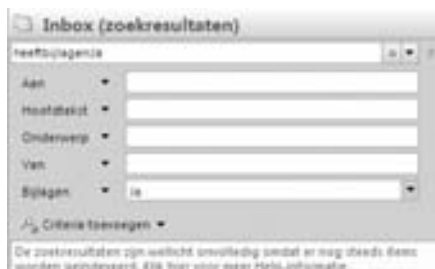 Inbox (zoekresultaten)
heeftbijlagen:ja
Aan
Hoofdtekst
Onderwerp
Van
Bijlagen ja
Criteria toevoegen
De zoekresultaten zijn wellicht onvolledig omdat er nog steeds items
worden geïndexeerd. Klik hier voor meer Help-informatie.